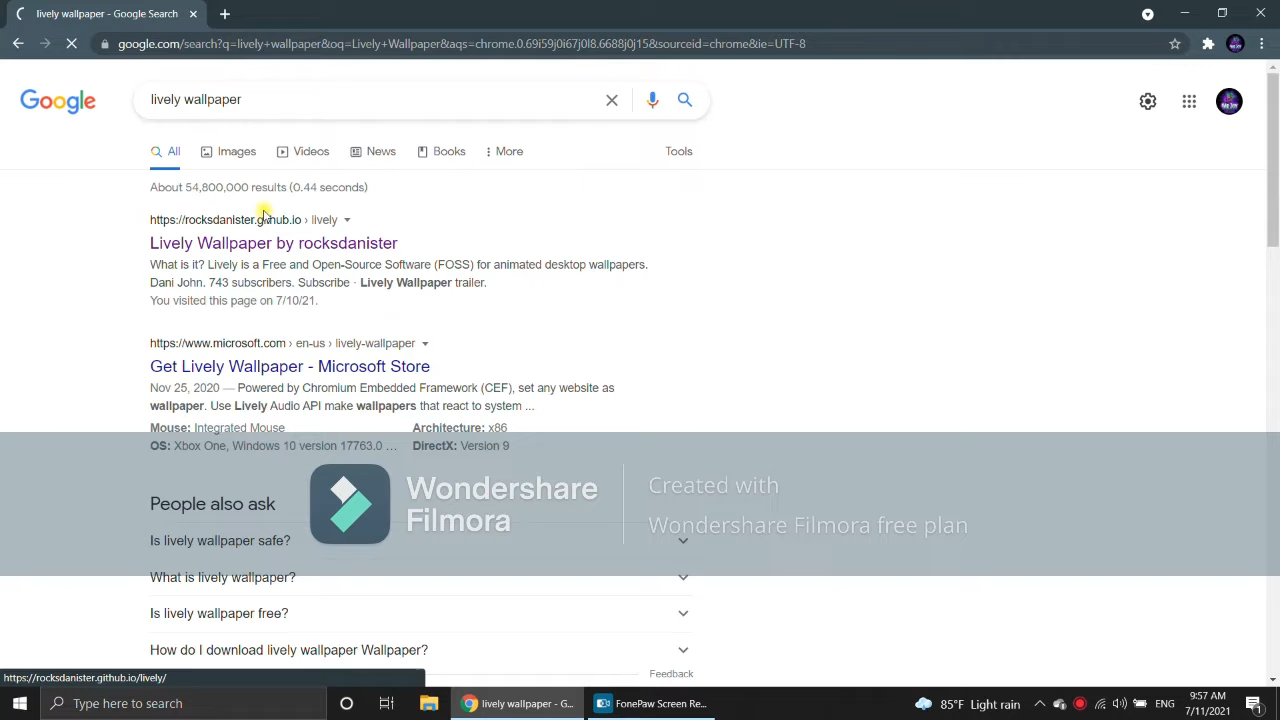 lively wallpaper - Google Search
google.com/search?q=lively+wallpaper&oq=Lively+Wallpaper&aqs=chrome.0.69i59j0i67j0l8.6688j0j15&sourceid=chrome&ie=UTF-8
Google
lively wallpaper
All
Images
Videos
News
Books
More
Tools
About 54,800,000 results (0.44 seconds)
https://rocksdanister.github.io › lively
Lively Wallpaper by rocksdanister
What is it? Lively is a Free and Open-Source Software (FOSS) for animated desktop wallpapers.
Dani John. 743 subscribers. Subscribe · Lively Wallpaper trailer.
You visited this page on 7/10/21.
https://www.microsoft.com › en-us › lively-wallpaper
Get Lively Wallpaper - Microsoft Store
Nov 25, 2020 — Powered by Chromium Embedded Framework (CEF), set any website as
wallpaper. Use Lively Audio API make wallpapers that react to system ...
Mouse: Integrated Mouse
Architecture: x86
OS: Xbox One, Windows 10 version 17763.0 ...
DirectX: Version 9
People also ask
Wondershare
Filmora
Created with
Wondershare Filmora free plan
Is lively wallpaper safe?
What is lively wallpaper?
Is lively wallpaper free?
How do I download lively wallpaper Wallpaper?
Feedback
https://rocksdanister.github.io/lively/
Type here to search
lively wallpaper - G...
FonePaw Screen Re...
85°F Light rain
ENG
9:57 AM
7/11/2021
1